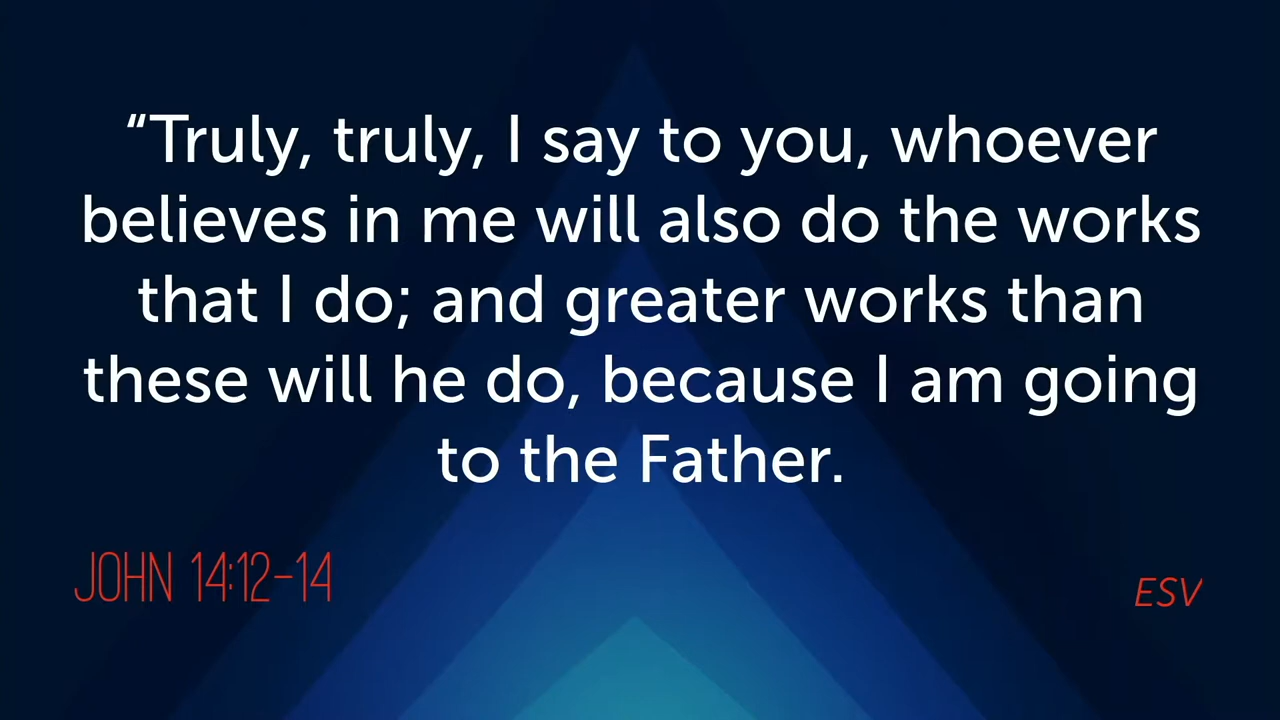 “Truly, truly, I say to you, whoever
believes in me will also do the works
that I do; and greater works than
these will he do, because I am going
to the Father.
JOHN 14:12-14
ESV